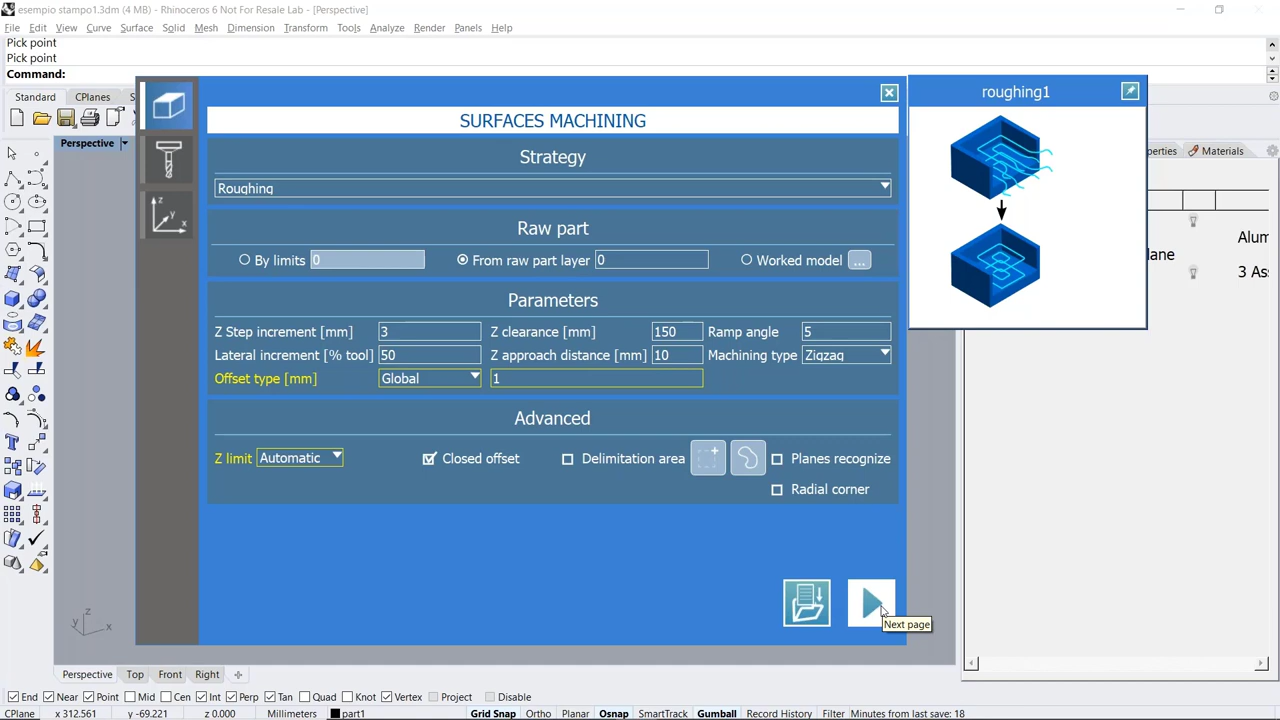 esempio stampo1.3dm (4 MB) - Rhinoceros 6 Not For Resale Lab - [Perspective]
File Edit View Curve Surface Solid Mesh Dimension Transform Tools Analyze Render Panels Help
Pick point
Pick point
Command:
Standard CPlanes S
roughing1
SURFACES MACHINING
Perspective
perties Materials
Strategy
Roughing
Raw part
By limits 0 From raw part layer 0 Worked model ...
Alum
ane
3 Ass
Parameters
Z Step increment [mm] 3 Z clearance [mm] 150 Ramp angle 5
Lateral increment [% tool] 50 Z approach distance [mm] 10 Machining type Zigzag
Offset type [mm] Global 1
Advanced
Z limit Automatic Closed offset Delimitation area Planes recognize
Radial corner
Next page
z
y x
z
y x
Perspective Top Front Right
End Near Point Mid Cen Int Perp Tan Quad Knot Vertex Project Disable
CPlane x 312.561 y -69.221 z 0.000 Millimeters part1 Grid Snap Ortho Planar Osnap SmartTrack Gumball Record History Filter Minutes from last save: 18